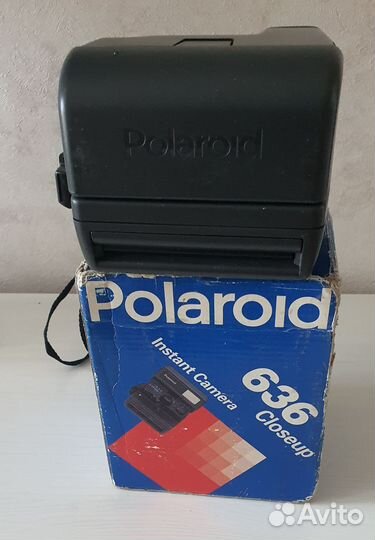 Polaroid
Polaroid
Instant Camera
636
Closeup
Avito